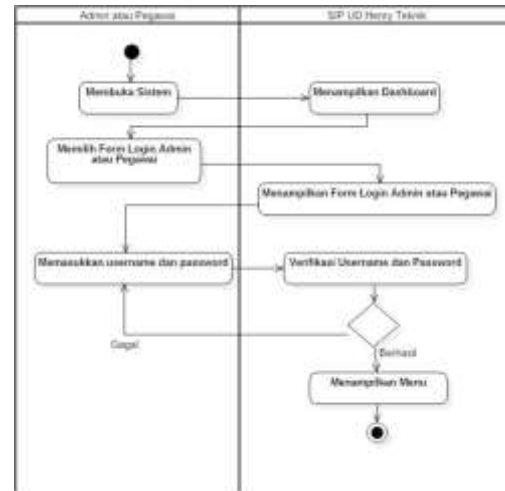 Admin atau Pegawai
SIP UD Henry Teknik
Membuka Sistem
Menampilkan Dashboard
Memilih Form Login Admin
atau Pegawai
Menampilkan Form Login Admin atau Pegawai
Memasukkan username dan password
Verifikasi Username dan Password
Gagal
Berhasil
Menampilkan Menu